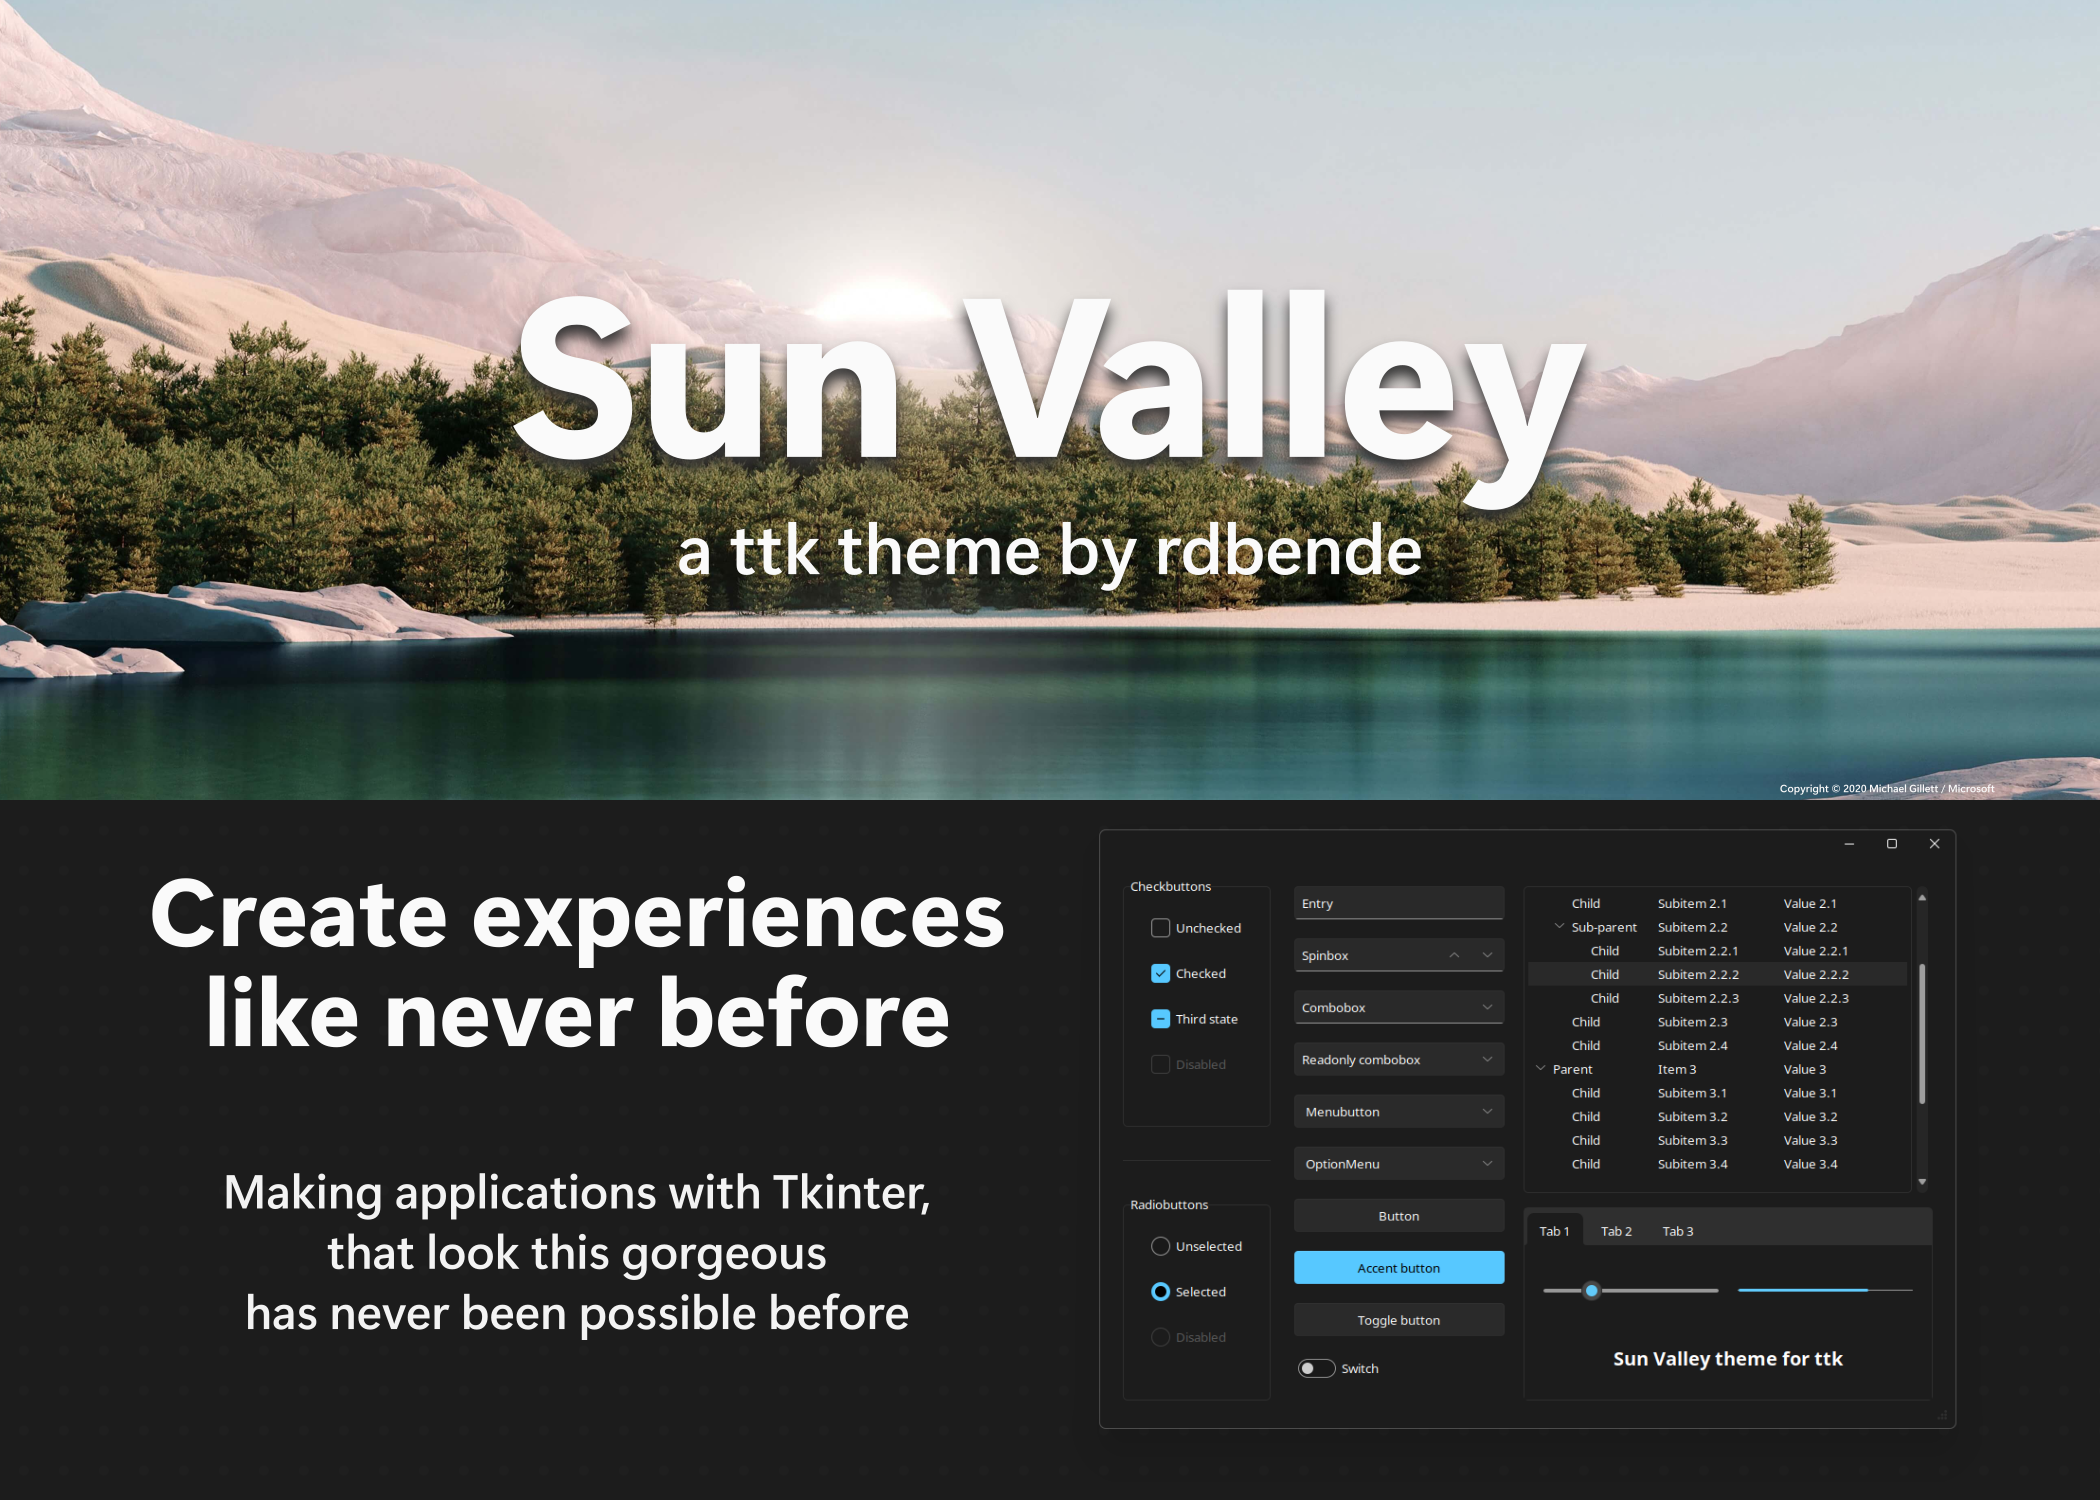 Sun Valley
a ttk theme by rdbende
Copyright © 2020 Michael Gillett / Microsoft
Create experiences
like never before
Making applications with Tkinter,
that look this gorgeous
has never been possible before
Checkbuttons
Unchecked
Checked
Third state
Disabled
Radiobuttons
Unselected
Selected
Disabled
Entry
Spinbox
Combobox
Readonly combobox
Menubutton
OptionMenu
Button
Accent button
Toggle button
Switch
Child Subitem 2.1 Value 2.1
Sub-parent Subitem 2.2 Value 2.2
Child Subitem 2.2.1 Value 2.2.1
Child Subitem 2.2.2 Value 2.2.2
Child Subitem 2.2.3 Value 2.2.3
Child Subitem 2.3 Value 2.3
Child Subitem 2.4 Value 2.4
Parent Item 3 Value 3
Child Subitem 3.1 Value 3.1
Child Subitem 3.2 Value 3.2
Child Subitem 3.3 Value 3.3
Child Subitem 3.4 Value 3.4
Tab 1 Tab 2 Tab 3
Sun Valley theme for ttk